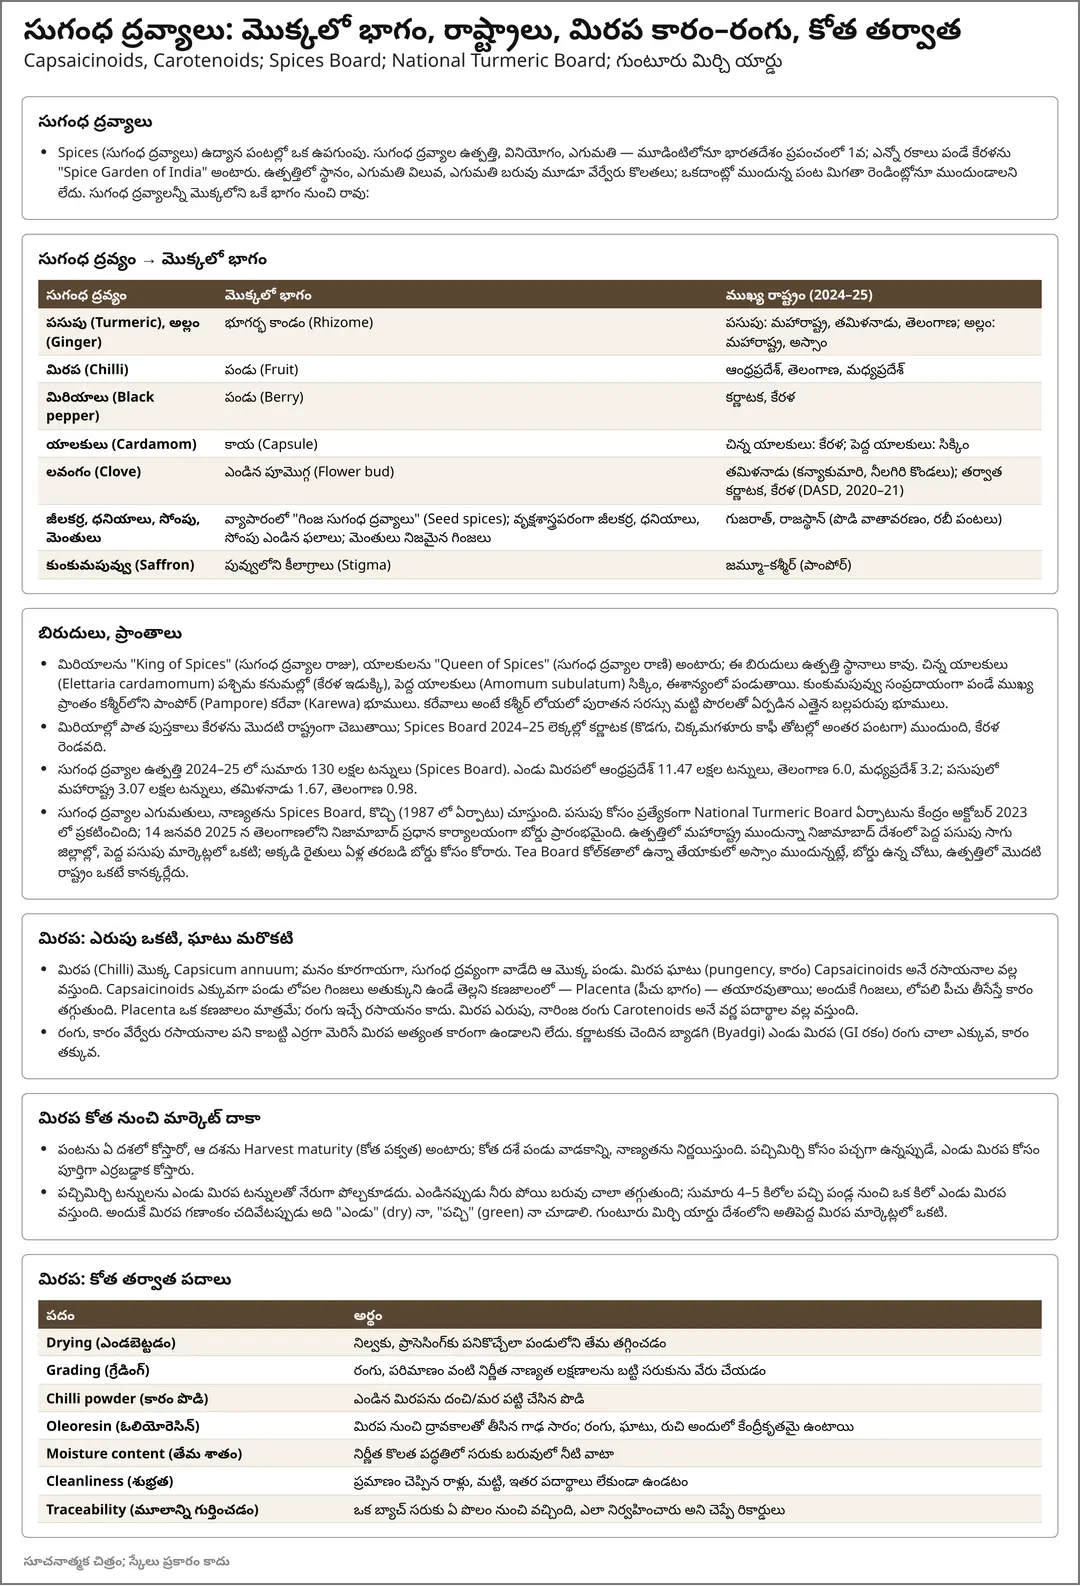 సుగంధ ద్రవ్యాలు: మొక్కలో భాగం, రాష్ట్రాలు, మిరప కారం–రంగు, కోత తర్వాత
Capsaicinoids, Carotenoids; Spices Board; National Turmeric Board; గుంటూరు మిర్చి యార్డు
సుగంధ ద్రవ్యాలు
• Spices (సుగంధ ద్రవ్యాలు) ఉద్యాన పంటల్లో ఒక ఉపగుంపు. సుగంధ ద్రవ్యాల ఉత్పత్తి, వినియోగం, ఎగుమతి — మూడింటిలోనూ భారతదేశం ప్రపంచంలో 1వ; ఎన్నో రకాలు పండే కేరళను
"Spice Garden of India" అంటారు. ఉత్పత్తిలో స్థానం, ఎగుమతి విలువ, ఎగుమతి బరువు మూడూ వేర్వేరు కొలతలు; ఒకదాంట్లో ముందున్న పంట మిగతా రెండింట్లోనూ ముందుండాలని
లేదు. సుగంధ ద్రవ్యాలన్నీ మొక్కలోని ఒకే భాగం నుంచి రావు:
సుగంధ ద్రవ్యం → మొక్కలో భాగం
సుగంధ ద్రవ్యం మొక్కలో భాగం ముఖ్య రాష్ట్రం (2024–25)
పసుపు (Turmeric), అల్లం (Ginger) భూగర్భ కాండం (Rhizome) పసుపు: మహారాష్ట్ర, తమిళనాడు, తెలంగాణ; అల్లం: మహారాష్ట్ర, అస్సాం
మిరప (Chilli) పండు (Fruit) ఆంధ్రప్రదేశ్, తెలంగాణ, మధ్యప్రదేశ్
మిరియాలు (Black pepper) పండు (Berry) కర్ణాటక, కేరళ
యాలకులు (Cardamom) కాయ (Capsule) చిన్న యాలకులు: కేరళ; పెద్ద యాలకులు: సిక్కిం
లవంగం (Clove) ఎండిన పూమొగ్గ (Flower bud) తమిళనాడు (కన్యాకుమారి, నీలగిరి కొండలు); తర్వాత కర్ణాటక, కేరళ (DASD, 2020–21)
జీలకర్ర, ధనియాలు, సోంపు, మెంతులు వ్యాపారంలో "గింజ సుగంధ ద్రవ్యాలు" (Seed spices); వృక్షశాస్త్రపరంగా జీలకర్ర, ధనియాలు, సోంపు ఎండిన ఫలాలు; మెంతులు నిజమైన గింజలు గుజరాత్, రాజస్థాన్ (పొడి వాతావరణం, రబీ పంటలు)
కుంకుమపువ్వు (Saffron) పువ్వులోని కీలాగ్రాలు (Stigma) జమ్మూ–కశ్మీర్ (పాంపోర్)
బిరుదులు, ప్రాంతాలు
• మిరియాలను "King of Spices" (సుగంధ ద్రవ్యాల రాజు), యాలకులను "Queen of Spices" (సుగంధ ద్రవ్యాల రాణి) అంటారు; ఈ బిరుదులు ఉత్పత్తి స్థానాలు కావు. చిన్న యాలకులు
(Elettaria cardamomum) పశ్చిమ కనుమల్లో (కేరళ ఇడుక్కి), పెద్ద యాలకులు (Amomum subulatum) సిక్కిం, ఈశాన్యంలో పండుతాయి. కుంకుమపువ్వు సంప్రదాయంగా పండే ముఖ్య
ప్రాంతం కశ్మీర్‌లోని పాంపోర్ (Pampore) కరేవా (Karewa) భూములు. కరేవాలు అంటే కశ్మీర్ లోయలో పురాతన సరస్సు మట్టి పొరలతో ఏర్పడిన ఎత్తైన బల్లపరుపు భూములు.
• మిరియాల్లో పాత పుస్తకాలు కేరళను మొదటి రాష్ట్రంగా చెబుతాయి; Spices Board 2024–25 లెక్కల్లో కర్ణాటక (కొడగు, చిక్కమగళూరు కాఫీ తోటల్లో అంతర పంటగా) ముందుంది, కేరళ
రెండవది.
• సుగంధ ద్రవ్యాల ఉత్పత్తి 2024–25 లో సుమారు 130 లక్షల టన్నులు (Spices Board). ఎండు మిరపలో ఆంధ్రప్రదేశ్ 11.47 లక్షల టన్నులు, తెలంగాణ 6.0, మధ్యప్రదేశ్ 3.2; పసుపులో
మహారాష్ట్ర 3.07 లక్షల టన్నులు, తమిళనాడు 1.67, తెలంగాణ 0.98.
• సుగంధ ద్రవ్యాల ఎగుమతులు, నాణ్యతను Spices Board, కొచ్చి (1987 లో ఏర్పాటు) చూస్తుంది. పసుపు కోసం ప్రత్యేకంగా National Turmeric Board ఏర్పాటును కేంద్రం అక్టోబర్ 2023
లో ప్రకటించింది; 14 జనవరి 2025 న తెలంగాణలోని నిజామాబాద్ ప్రధాన కార్యాలయంగా బోర్డు ప్రారంభమైంది. ఉత్పత్తిలో మహారాష్ట్ర ముందున్నా నిజామాబాద్ దేశంలో పెద్ద పసుపు సాగు
జిల్లాల్లో, పెద్ద పసుపు మార్కెట్లలో ఒకటి; అక్కడి రైతులు ఏళ్ల తరబడి బోర్డు కోసం కోరారు. Tea Board కోల్‌కతాలో ఉన్నా తేయాకులో అస్సాం ముందున్నట్లే, బోర్డు ఉన్న చోటు, ఉత్పత్తిలో మొదటి
రాష్ట్రం ఒకటే కానక్కర్లేదు.
మిరప: ఎరుపు ఒకటి, ఘాటు మరొకటి
• మిరప (Chilli) మొక్క Capsicum annuum; మనం కూరగాయగా, సుగంధ ద్రవ్యంగా వాడేది ఆ మొక్క పండు. మిరప ఘాటు (pungency, కారం) Capsaicinoids అనే రసాయనాల వల్ల
వస్తుంది. Capsaicinoids ఎక్కువగా పండు లోపల గింజలు అతుక్కుని ఉండే తెల్లని కణజాలంలో — Placenta (పీచు భాగం) — తయారవుతాయి; అందుకే గింజలు, లోపలి పీచు తీసేస్తే కారం
తగ్గుతుంది. Placenta ఒక కణజాలం మాత్రమే; రంగు ఇచ్చే రసాయనం కాదు. మిరప ఎరుపు, నారింజ రంగు Carotenoids అనే వర్ణ పదార్థాల వల్ల వస్తుంది.
• రంగు, కారం వేర్వేరు రసాయనాల పని కాబట్టి ఎర్రగా మెరిసే మిరప అత్యంత కారంగా ఉండాలని లేదు. కర్ణాటకకు చెందిన బ్యాడగి (Byadgi) ఎండు మిరప (GI రకం) రంగు చాలా ఎక్కువ, కారం
తక్కువ.
మిరప కోత నుంచి మార్కెట్ దాకా
• పంటను ఏ దశలో కోస్తారో, ఆ దశను Harvest maturity (కోత పక్వత) అంటారు; కోత దశే పండు వాడకాన్ని, నాణ్యతను నిర్ణయిస్తుంది. పచ్చిమిర్చి కోసం పచ్చగా ఉన్నప్పుడే, ఎండు మిరప కోసం
పూర్తిగా ఎర్రబడ్డాక కోస్తారు.
• పచ్చిమిర్చి టన్నులను ఎండు మిరప టన్నులతో నేరుగా పోల్చకూడదు. ఎండినప్పుడు నీరు పోయి బరువు చాలా తగ్గుతుంది; సుమారు 4–5 కిలోల పచ్చి పండ్ల నుంచి ఒక కిలో ఎండు మిరప
వస్తుంది. అందుకే మిరప గణాంకం చదివేటప్పుడు అది "ఎండు" (dry) నా, "పచ్చి" (green) నా చూడాలి. గుంటూరు మిర్చి యార్డు దేశంలోని అతిపెద్ద మిరప మార్కెట్లలో ఒకటి.
మిరప: కోత తర్వాత పదాలు
పదం అర్థం
Drying (ఎండబెట్టడం) నిల్వకు, ప్రాసెసింగ్‌కు పనికొచ్చేలా పండులోని తేమ తగ్గించడం
Grading (గ్రేడింగ్) రంగు, పరిమాణం వంటి నిర్ణీత నాణ్యత లక్షణాలను బట్టి సరుకును వేరు చేయడం
Chilli powder (కారం పొడి) ఎండిన మిరపను దంచి/మర పట్టి చేసిన పొడి
Oleoresin (ఓలియోరెసిన్) మిరప నుంచి ద్రావకాలతో తీసిన గాఢ సారం; రంగు, ఘాటు, రుచి అందులో కేంద్రీకృతమై ఉంటాయి
Moisture content (తేమ శాతం) నిర్ణీత కొలత పద్ధతిలో సరుకు బరువులో నీటి వాటా
Cleanliness (శుభ్రత) ప్రమాణం చెప్పిన రాళ్లు, మట్టి, ఇతర పదార్థాలు లేకుండా ఉండటం
Traceability (మూలాన్ని గుర్తించడం) ఒక బ్యాచ్ సరుకు ఏ పొలం నుంచి వచ్చింది, ఎలా నిర్వహించారు అని చెప్పే రికార్డులు
సూచనాత్మక చిత్రం; స్కేలు ప్రకారం కాదు